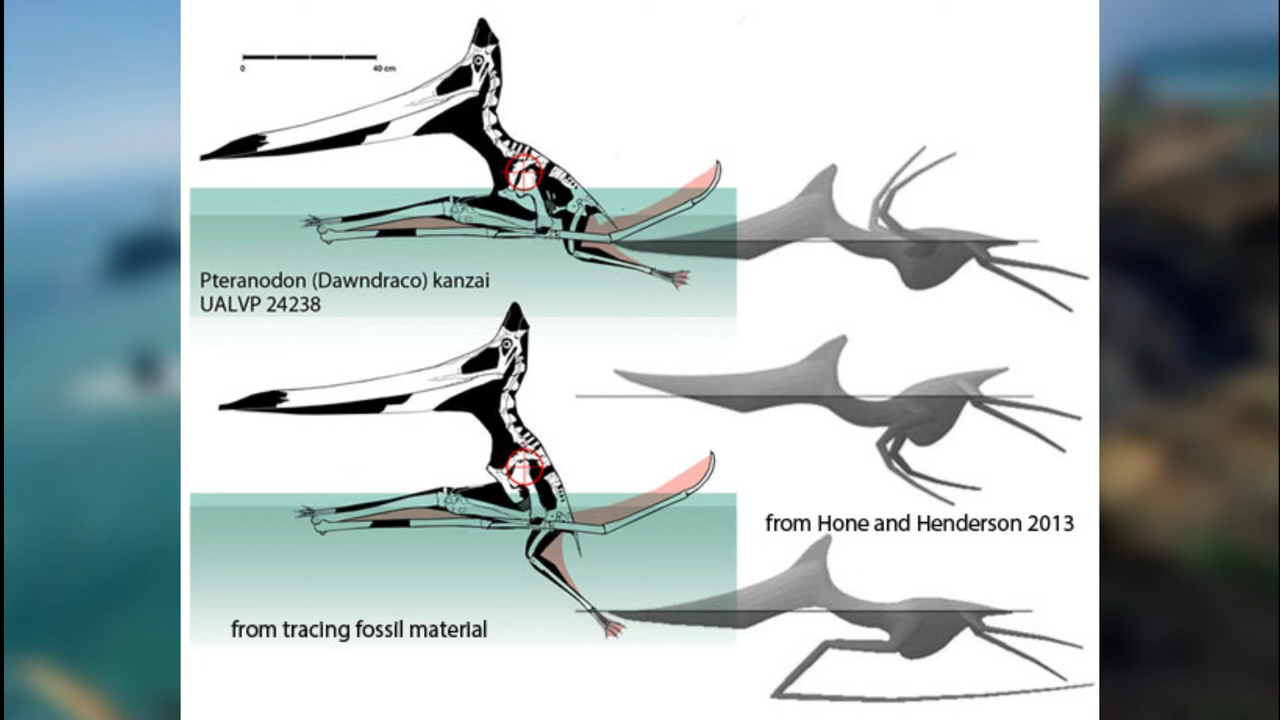 0 40 cm
Pteranodon (Dawndraco) kanzai
UALVP 24238
from Hone and Henderson 2013
from tracing fossil material